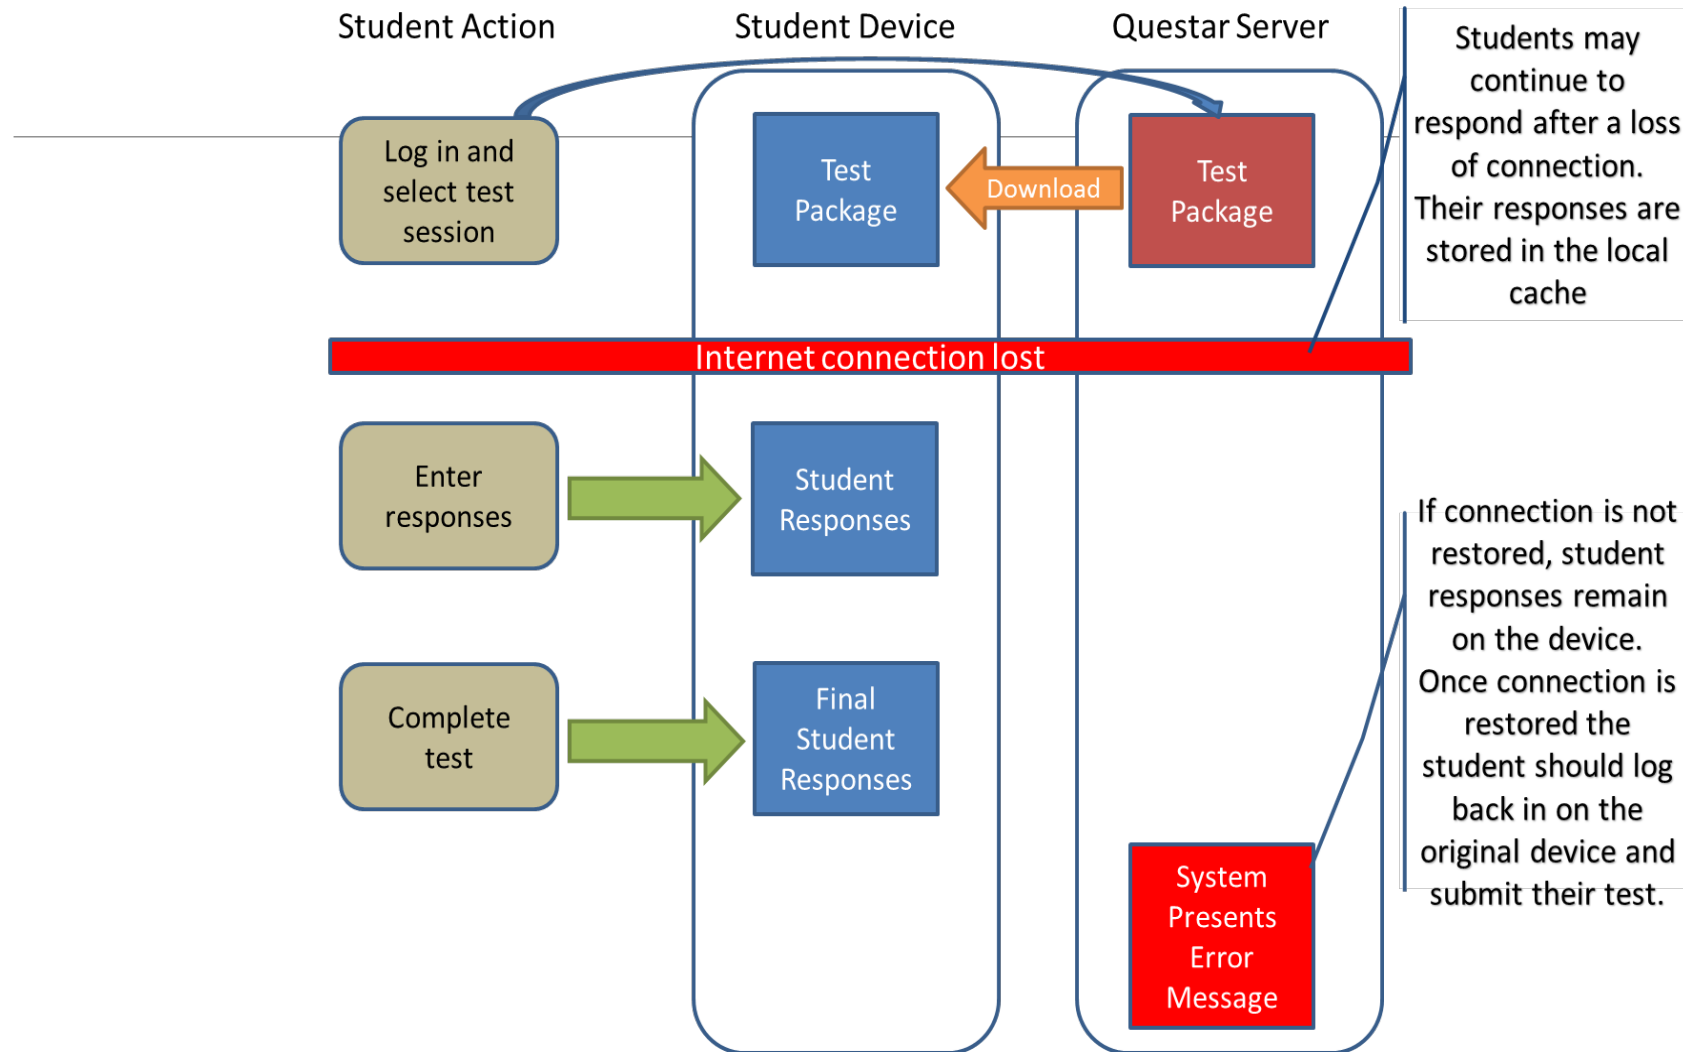 Student Action
Student Device
Questar Server
Students may
continue to
respond after a loss
of connection.
Their responses are
stored in the local
cache
Log in and
select test
session
Test
Package
Download
Test
Package
Internet connection lost
Enter
responses
Student
Responses
If connection is not
restored, student
responses remain
on the device.
Once connection is
restored the
student should log
back in on the
original device and
submit their test.
Complete
test
Final
Student
Responses
System
Presents
Error
Message